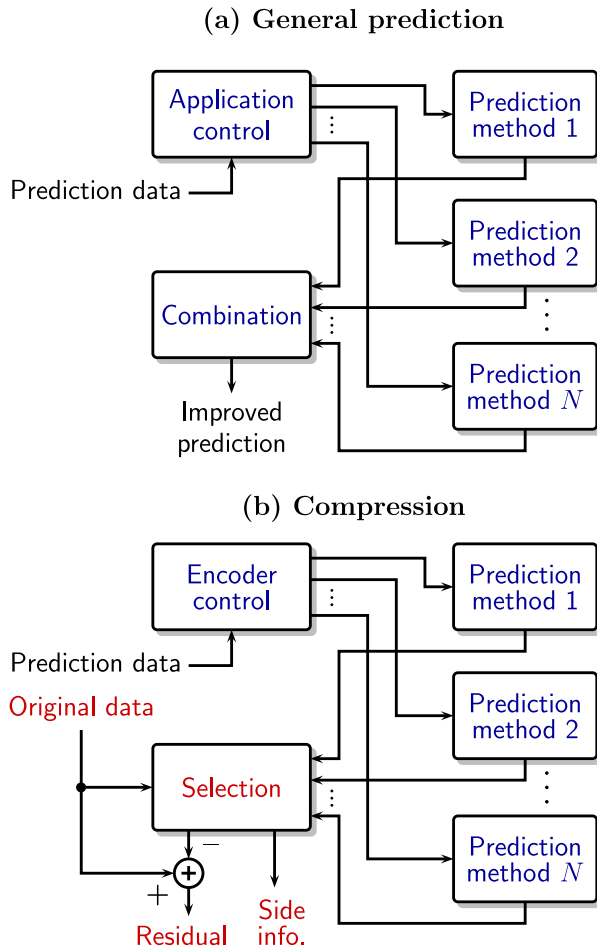 (a) General prediction
Application
control
Prediction
method 1
Prediction data
Prediction
method 2
Combination
Prediction
method N
Improved
prediction
(b) Compression
Encoder
control
Prediction
method 1
Prediction data
Original data
Prediction
method 2
Selection
Prediction
method N
−
+
+
Residual
Side
info.